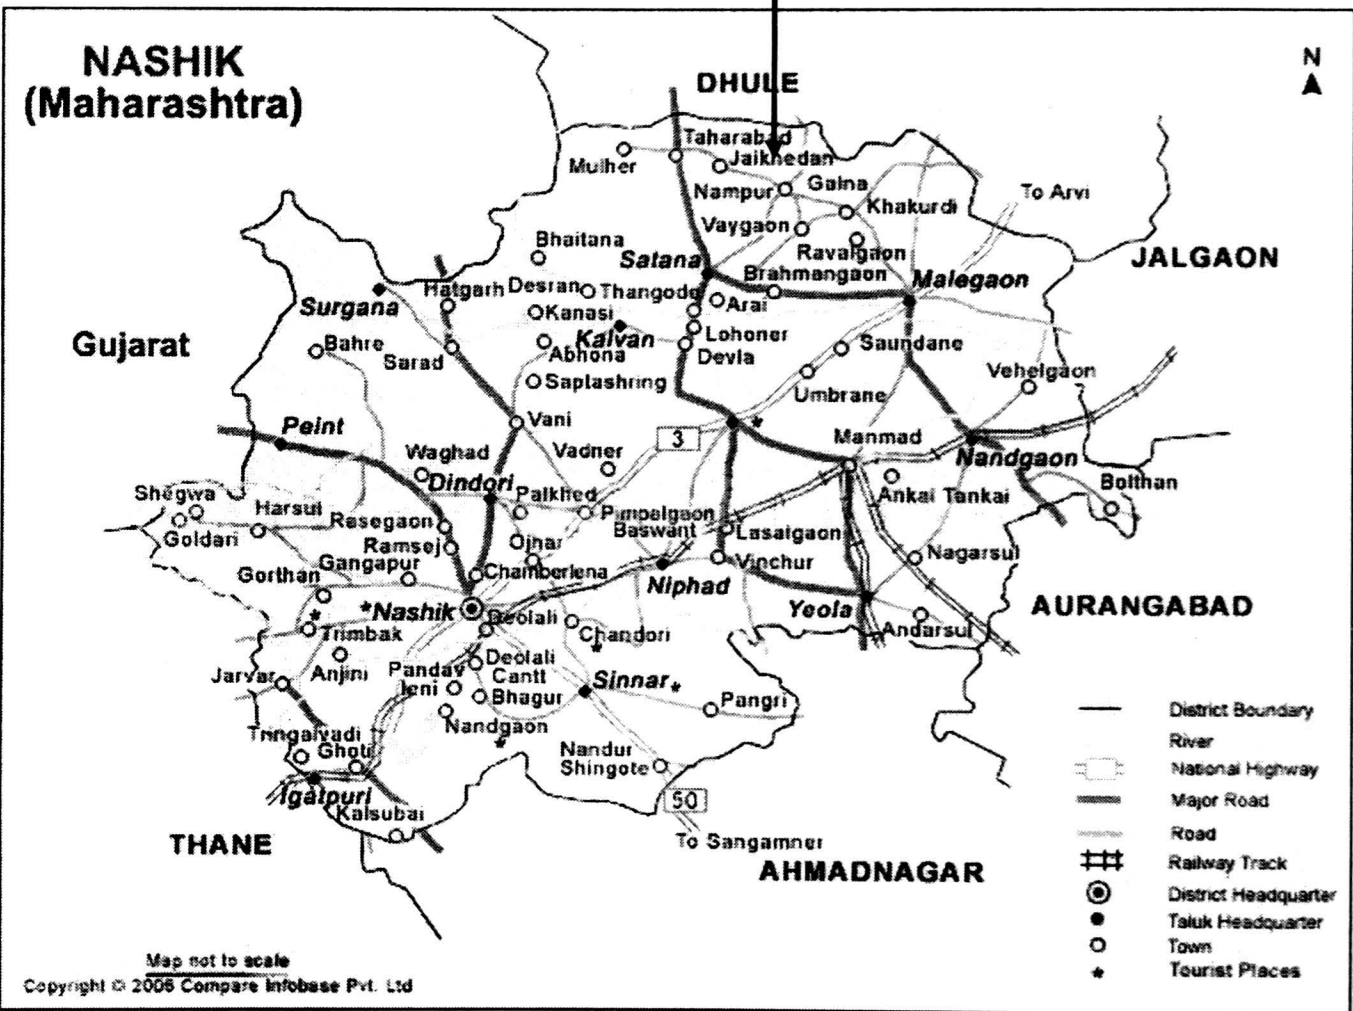 NASHIK
(Maharashtra)
N
DHULE
Taharabad
Mulher
Jaikhedan
Nampur
Galna
Khakurdi
To Arvi
Vaygaon
Bhaitana
Ravalgaon
JALGAON
Satana
Brahmangaon
Malegaon
Surgana
Hatgarh
Desran
Thangode
Arai
Kanasi
Gujarat
Kalvan
Lohoner
Bahre
Sarad
Abhona
Devla
Saundane
Saplashring
Umbrane
Vehelgaon
Peint
Vani
3
Manmad
Waghad
Vadner
Nandgaon
Dindori
Ankai Tankai
Bolthan
Shegwa
Harsul
Palkhed
Goldari
Rasegaon
Pimpalgaon
Baswant
Lasalgaon
Ramsej
Ojhar
Gangapur
Vinchur
Nagarsul
Gorthan
Chamberlena
Niphad
Nashik
Yeola
AURANGABAD
Deolali
Trimbak
Chandori
Andarsul
Anjini
Jarvar
Pandav
leni
Deolali
Cantt
Sinnar
Bhagur
Pangri
Nandgaon
Tringalvadi
Ghoti
Nandur
Shingote
Igatpuri
50
Kalsubai
THANE
To Sangamner
AHMADNAGAR
District Boundary
River
National Highway
Major Road
Road
Railway Track
District Headquarter
Taluk Headquarter
Town
Tourist Places
Map not to scale
Copyright © 2006 Compare Infobase Pvt. Ltd